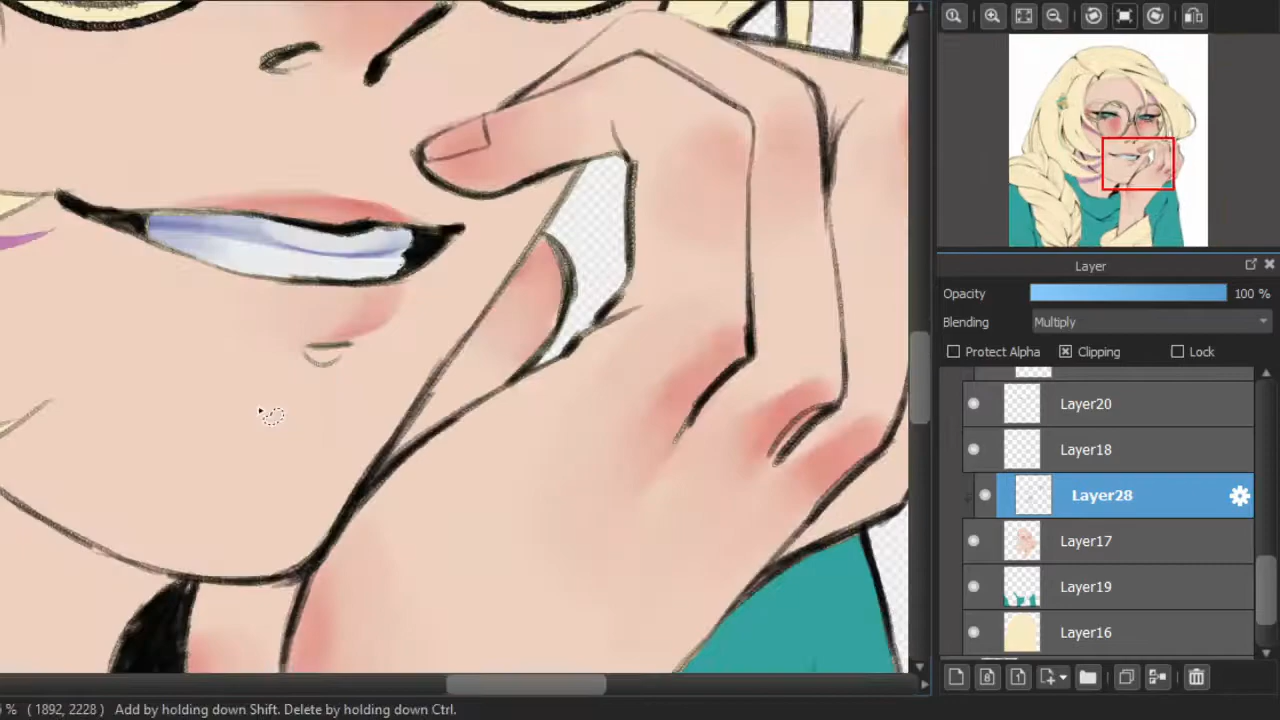 Layer
Opacity 100 %
Blending Multiply
Protect Alpha Clipping Lock
Layer20
Layer18
Layer28
Layer17
Layer19
Layer16
% ( 1892, 2228 ) Add by holding down Shift. Delete by holding down Ctrl.